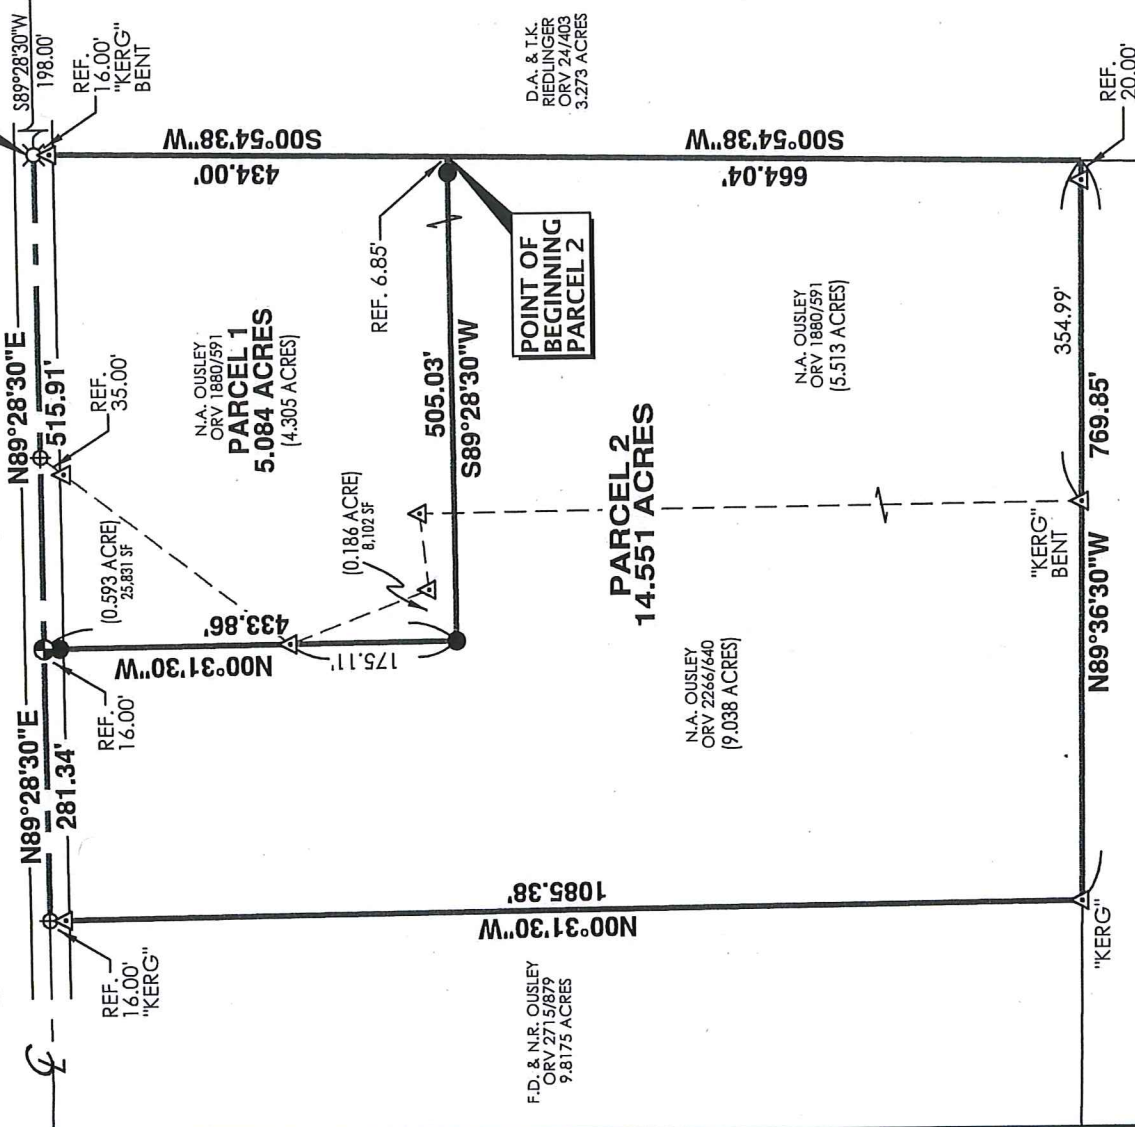 S89°28'30"W
198.00'
REF.
16.00'
"KERG"
BENT
D.A. & T.K.
RIEDLINGER
ORV 24/403
3.273 ACRES
REF.
20.00'
S00°54'38"W
434.00'
S00°54'38"W
664.04'
REF. 6.85'
POINT OF
BEGINNING
PARCEL 2
N89°28'30"E
515.91'
REF.
35.00'
N.A. OUSLEY
ORV 1880/591
PARCEL 1
5.084 ACRES
(4.305 ACRES)
505.03'
S89°28'30"W
N.A. OUSLEY
ORV 1880/591
(5.513 ACRES)
354.99'
769.85'
N89°36'30"W
(0.593 ACRE)
25,831 SF
(0.186 ACRE)
8,102 SF
433.86'
N00°31'30"W
175.11'
PARCEL 2
14.551 ACRES
"KERG"
BENT
REF.
16.00'
N89°28'30"E
281.34'
N.A. OUSLEY
ORV 2266/640
(9.038 ACRES)
1085.38'
N00°31'30"W
REF.
16.00'
"KERG"
"KERG"
F.D. & N.R. OUSLEY
ORV 2715/879
9.8175 ACRES
3